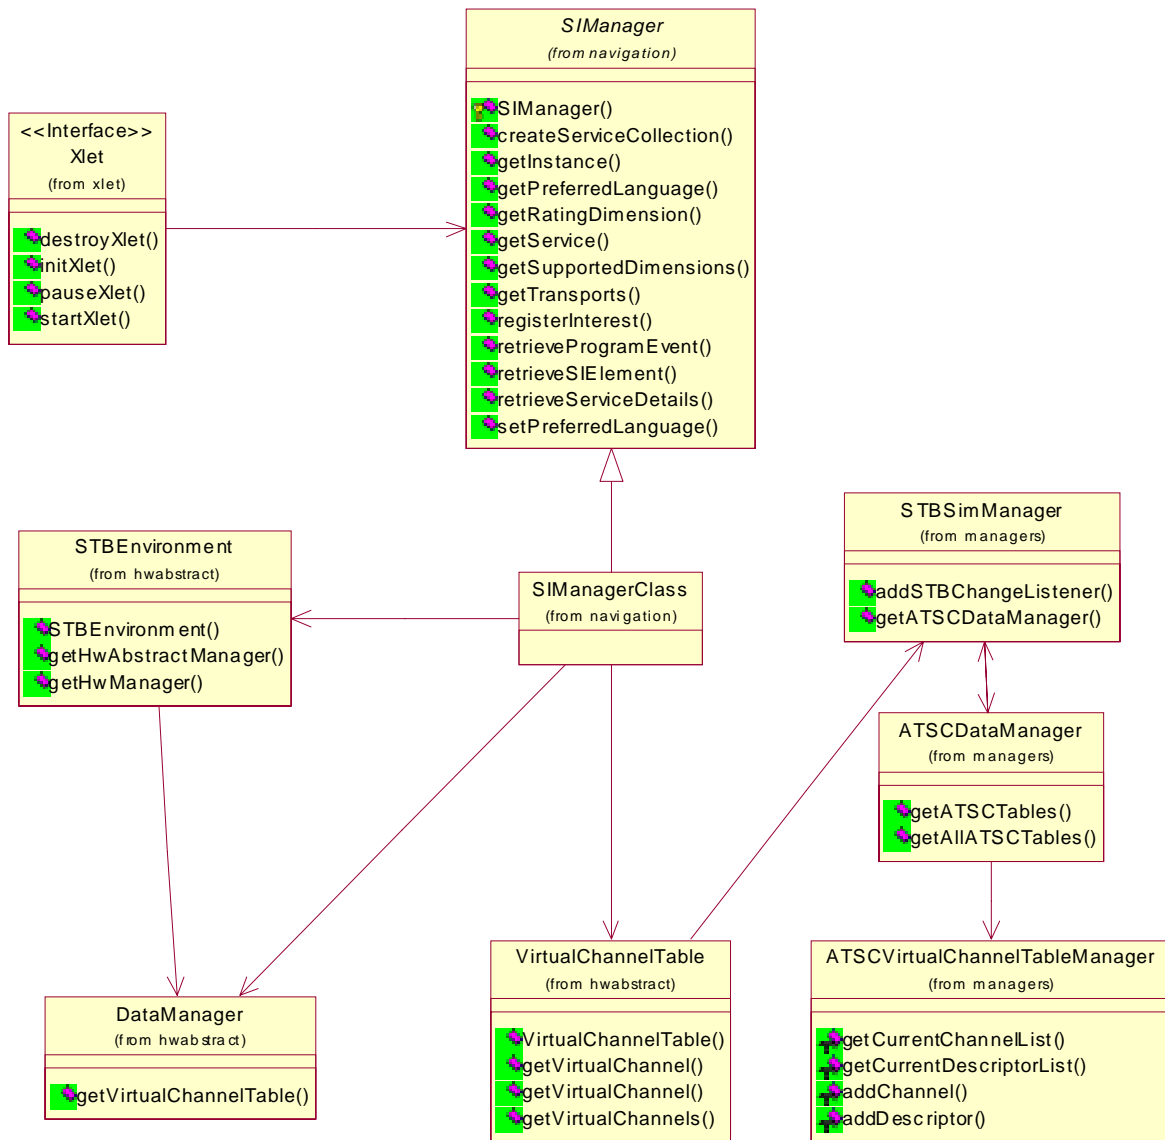 SIManager
(from navigation)
SIManager()
createServiceCollection()
getInstance()
getPreferredLanguage()
getRatingDimension()
getService()
getSupportedDimensions()
getTransports()
registerInterest()
retrieveProgramEvent()
retrieveSIElement()
retrieveServiceDetails()
setPreferredLanguage()
<<Interface>>
Xlet
(from xlet)
destroyXlet()
initXlet()
pauseXlet()
startXlet()
STBEnvironment
(from hwabstract)
STBEnvironment()
getHwAbstractManager()
getHwManager()
SIManagerClass
(from navigation)
STBSimManager
(from managers)
addSTBChangeListener()
getATSCDataManager()
ATSCDataManager
(from managers)
getATSCTables()
getAllATSCTables()
DataManager
(from hwabstract)
getVirtualChannelTable()
VirtualChannelTable
(from hwabstract)
VirtualChannelTable()
getVirtualChannel()
getVirtualChannel()
getVirtualChannels()
ATSCVirtualChannelTableManager
(from managers)
getCurrentChannelList()
getCurrentDescriptorList()
addChannel()
addDescriptor()